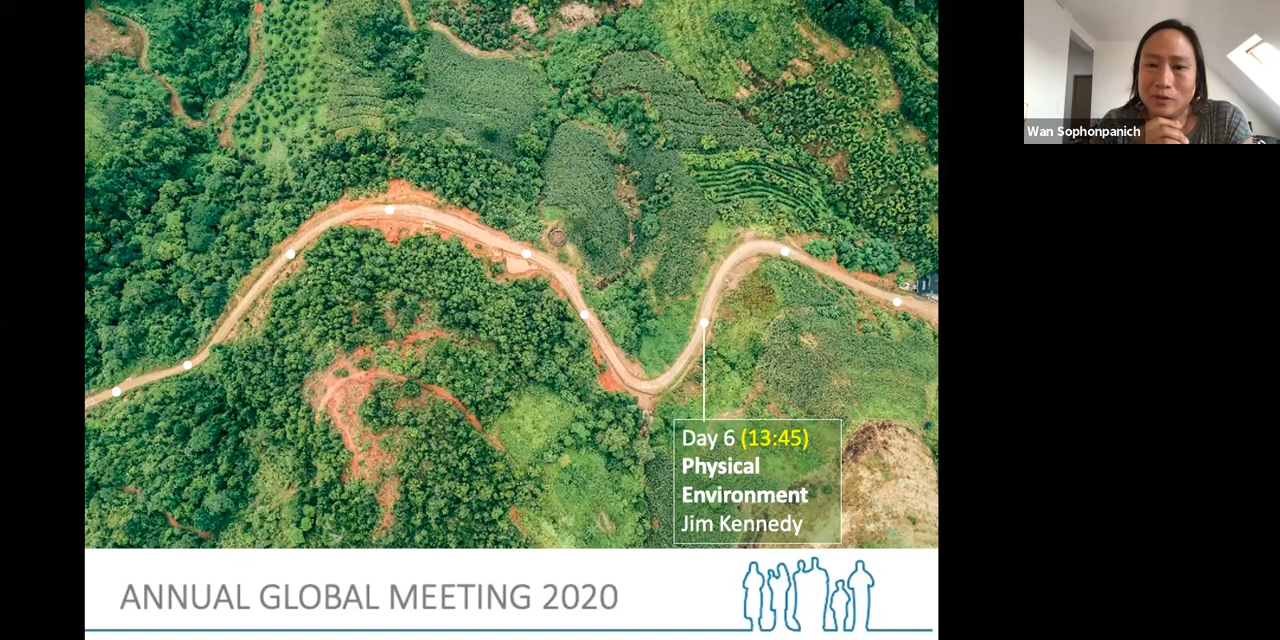 Wan Sophonpanich
Day 6 (13:45)
Physical
Environment
Jim Kennedy
ANNUAL GLOBAL MEETING 2020